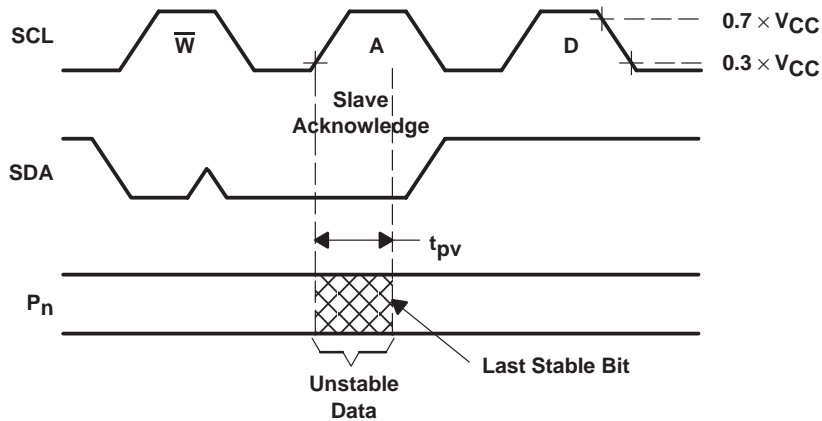 SCL
W̅
A
D
0.7 × VCC
0.3 × VCC
Slave
Acknowledge
SDA
tpv
Pn
Last Stable Bit
Unstable
Data